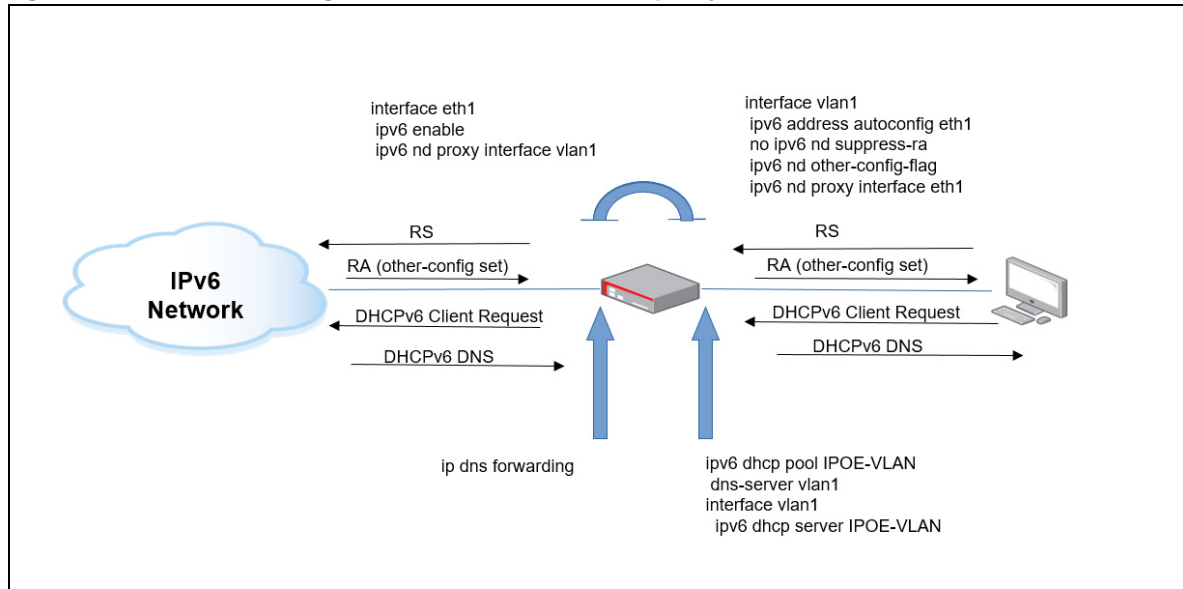 interface eth1
ipv6 enable
ipv6 nd proxy interface vlan1
interface vlan1
ipv6 address autoconfig eth1
no ipv6 nd suppress-ra
ipv6 nd other-config-flag
ipv6 nd proxy interface eth1
IPv6
Network
RS
RA (other-config set)
DHCPv6 Client Request
DHCPv6 DNS
RS
RA (other-config set)
DHCPv6 Client Request
DHCPv6 DNS
ip dns forwarding
ipv6 dhcp pool IPOE-VLAN
dns-server vlan1
interface vlan1
ipv6 dhcp server IPOE-VLAN